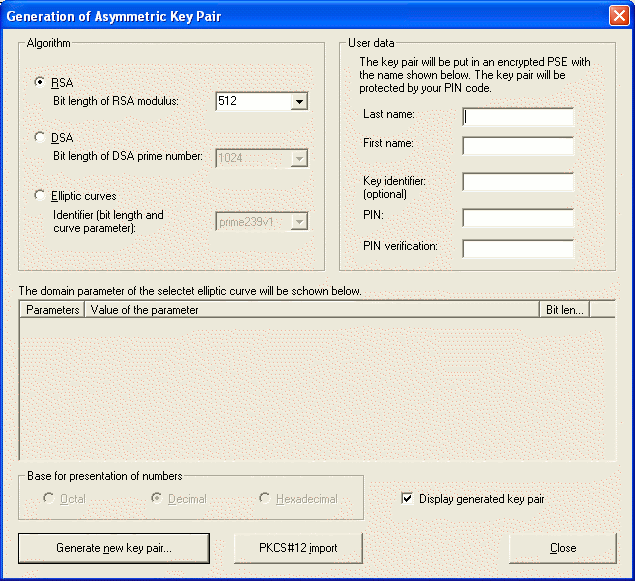 Generation of Asymmetric Key Pair
Algorithm
RSA
Bit length of RSA modulus:
512
DSA
Bit length of DSA prime number:
1024
Elliptic curves
Identifier (bit length and
curve parameter):
prime239v1
User data
The key pair will be put in an encrypted PSE with
the name shown below. The key pair will be
protected by your PIN code.
Last name:
First name:
Key identifier:
(optional)
PIN:
PIN verification:
The domain parameter of the selectet elliptic curve will be schown below.
Parameters Value of the parameter Bit len...
Base for presentation of numbers
Octal Decimal Hexadecimal
Display generated key pair
Generate new key pair... PKCS#12 import Close